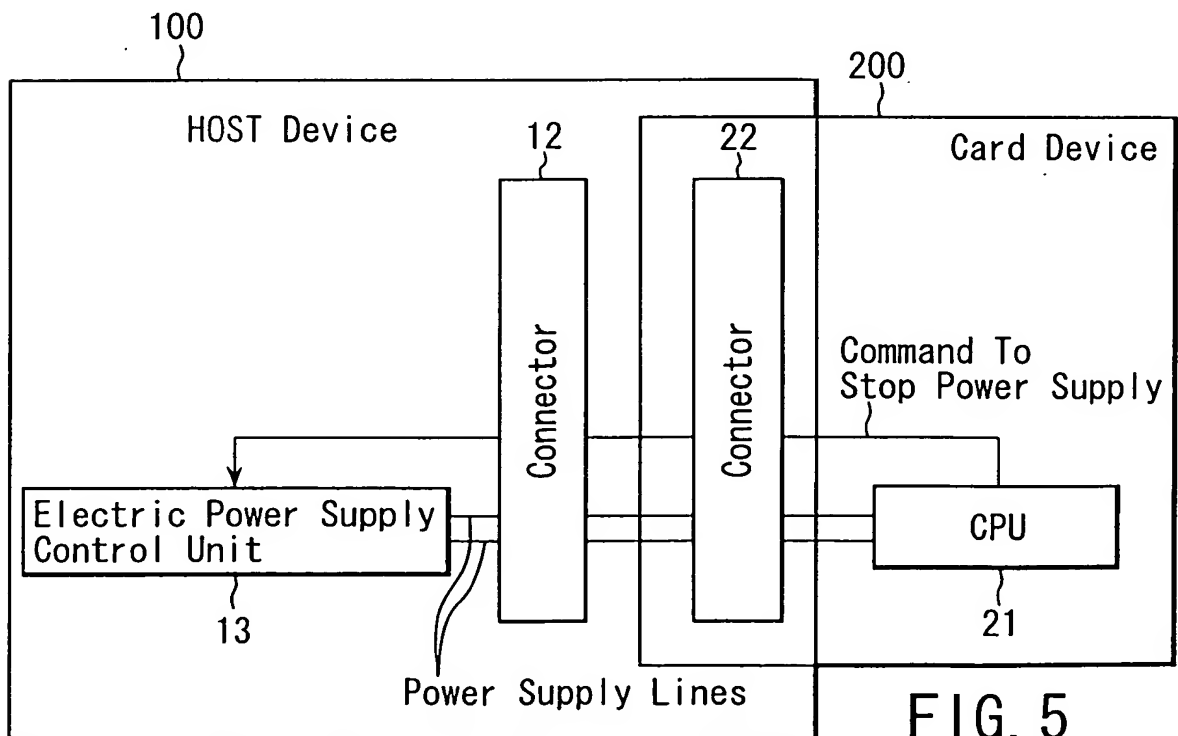 100
200
HOST Device
12
22
Card Device
Connector
Connector
Command To
Stop Power Supply
Electric Power Supply
Control Unit
CPU
13
21
Power Supply Lines
FIG. 5